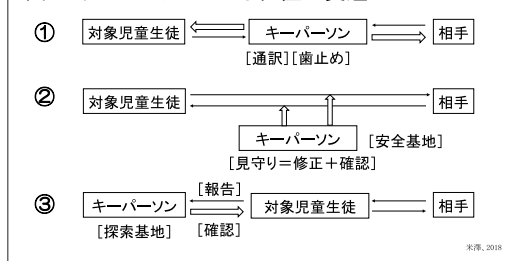 ① 対象児童生徒 キーパーソン 相手
[通訳][歯止め]
② 対象児童生徒 相手
キーパーソン [安全基地]
[見守り＝修正＋確認]
[報告]
③ キーパーソン 対象児童生徒 相手
[探索基地] [確認]
米澤、2018